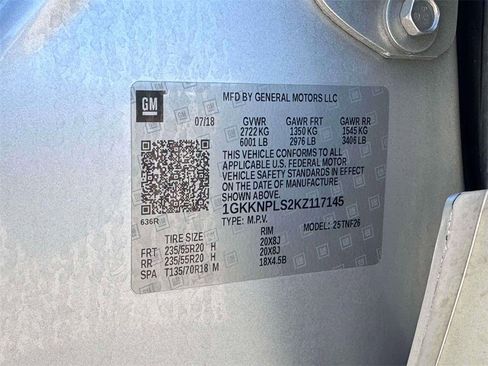 GM
MFD BY GENERAL MOTORS LLC
07/18 GVWR GAWR FRT GAWR RR
2722 KG 1350 KG 1545 KG
6001 LB 2976 LB 3406 LB
THIS VEHICLE CONFORMS TO ALL
APPLICABLE U.S. FEDERAL MOTOR
VEHICLE SAFETY STANDARDS IN EFFECT
ON THE DATE OF MANUFACTURE SHOWN ABOVE.
1GKKNPLS2KZ117145
636R TYPE: M.P.V. MODEL: 25TNF26
TIRE SIZE RIM
FRT 235/55R20 H 20X8J
RR 235/55R20 H 20X8J
SPA T135/70R18 M 18X4.5B